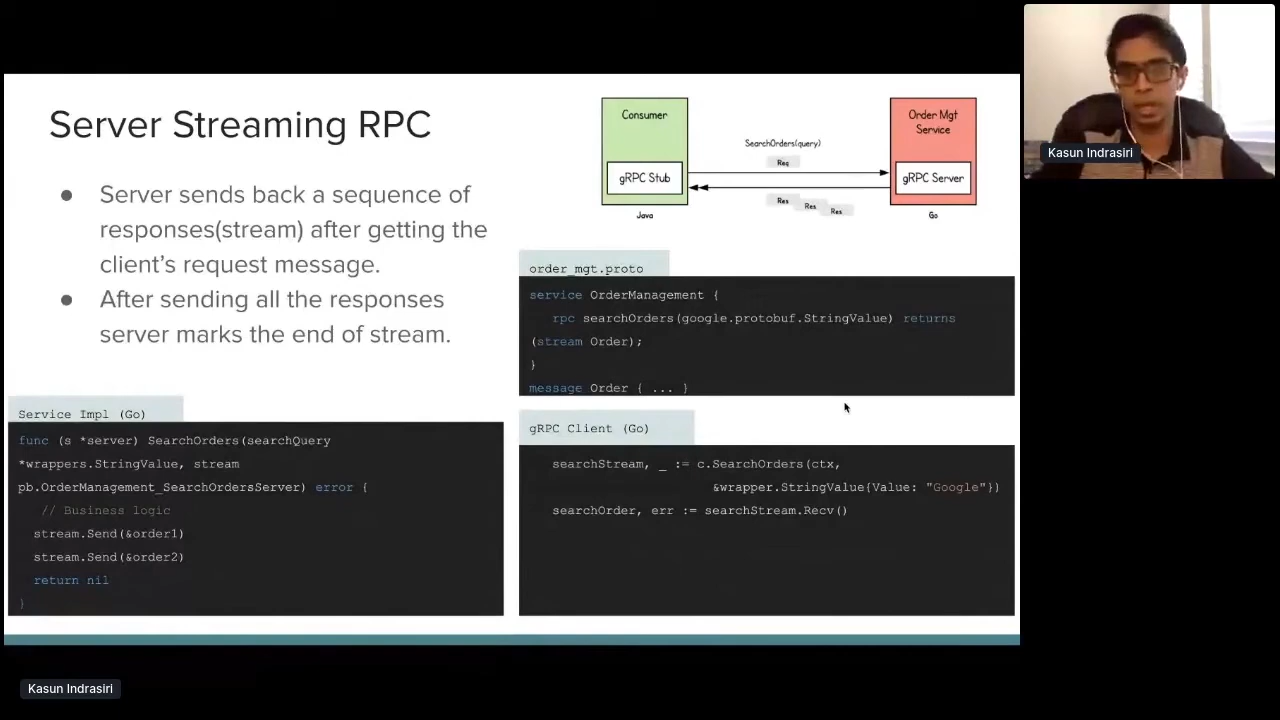 Server Streaming RPC
● Server sends back a sequence of
responses(stream) after getting the
client's request message.
● After sending all the responses
server marks the end of stream.
Consumer
gRPC Stub
Java
SearchOrders(query)
Req
Res
Res
Res
Order Mgt
Service
gRPC Server
Go
order_mgt.proto
service OrderManagement {
rpc searchOrders(google.protobuf.StringValue) returns
(stream Order);
}
message Order { ... }
Service Impl (Go)
func (s *server) SearchOrders(searchQuery
*wrappers.StringValue, stream
pb.OrderManagement_SearchOrdersServer) error {
// Business logic
stream.Send(&order1)
stream.Send(&order2)
return nil
}
gRPC Client (Go)
searchStream, _ := c.SearchOrders(ctx,
&wrapper.StringValue{Value: "Google"})
searchOrder, err := searchStream.Recv()
Kasun Indrasiri
Kasun Indrasiri